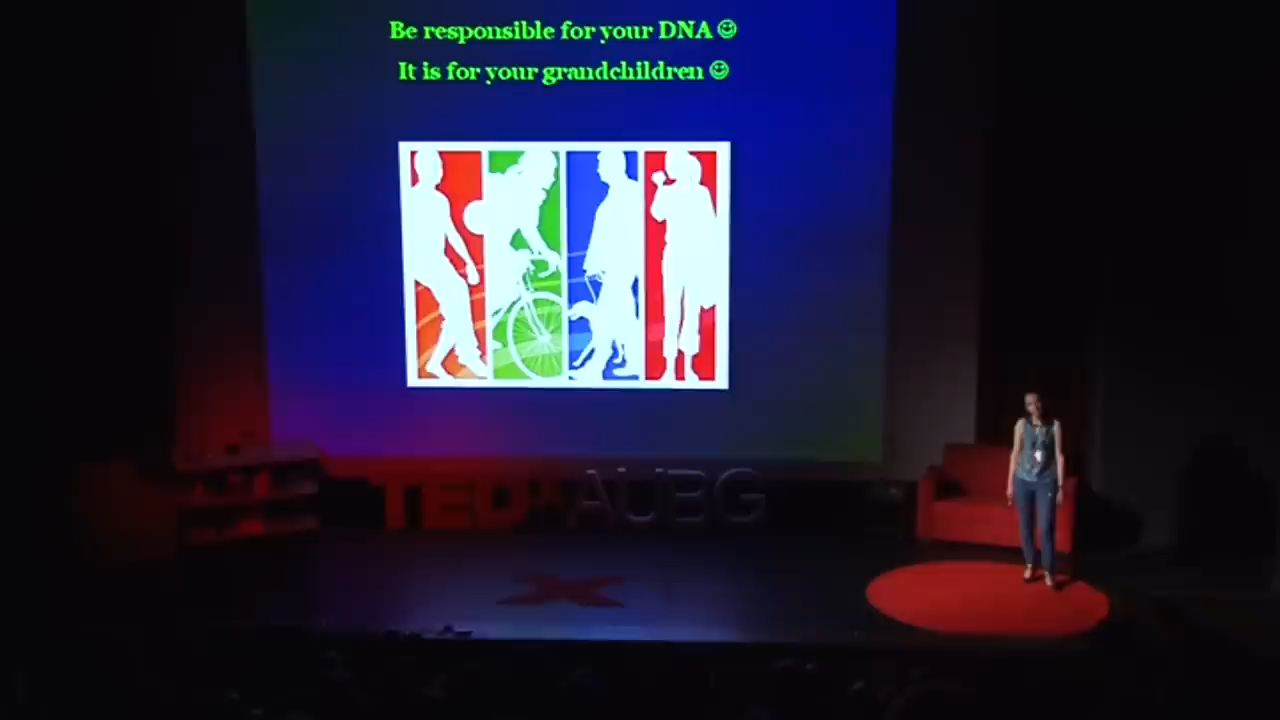 Be responsible for your DNA ☺
It is for your grandchildren ☺
TEDxAUBG